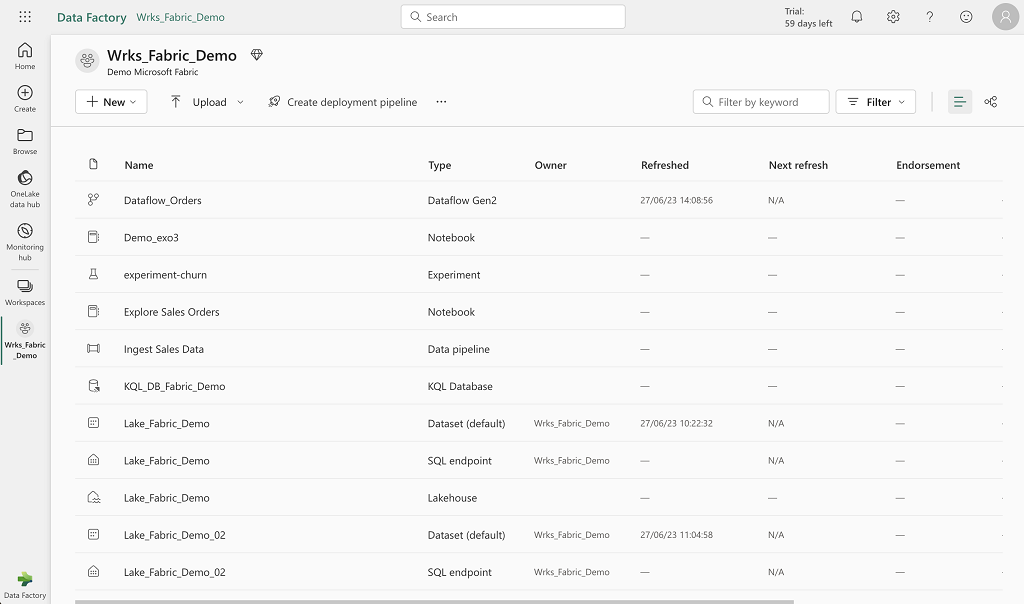 Data Factory Wrks_Fabric_Demo
Search
Trial:
59 days left
Home
Create
Browse
OneLake
data hub
Monitoring
hub
Workspaces
Wrks_Fabric
_Demo
Data Factory
Wrks_Fabric_Demo
Demo Microsoft Fabric
New Upload Create deployment pipeline ··· Filter by keyword Filter
Name Type Owner Refreshed Next refresh Endorsement
Dataflow_Orders Dataflow Gen2 27/06/23 14:08:56 N/A —
Demo_exo3 Notebook — — —
experiment-churn Experiment — — —
Explore Sales Orders Notebook — — —
Ingest Sales Data Data pipeline — — —
KQL_DB_Fabric_Demo KQL Database — — —
Lake_Fabric_Demo Dataset (default) Wrks_Fabric_Demo 27/06/23 10:22:32 N/A —
Lake_Fabric_Demo SQL endpoint Wrks_Fabric_Demo — N/A —
Lake_Fabric_Demo Lakehouse — — —
Lake_Fabric_Demo_02 Dataset (default) Wrks_Fabric_Demo 27/06/23 11:04:58 N/A —
Lake_Fabric_Demo_02 SQL endpoint Wrks_Fabric_Demo — N/A —